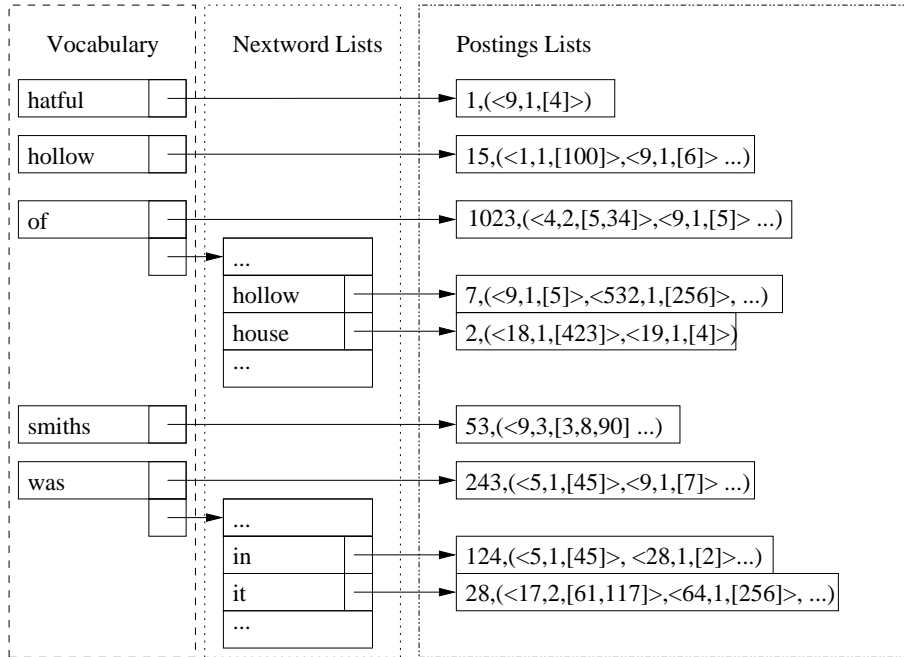 Vocabulary Nextword Lists Postings Lists
hatful 1,(<9,1,[4]>)
hollow 15,(<1,1,[100]>,<9,1,[6]> ...)
of 1023,(<4,2,[5,34]>,<9,1,[5]> ...)
...
hollow 7,(<9,1,[5]>,<532,1,[256]>, ...)
house 2,(<18,1,[423]>,<19,1,[4]>)
...
smiths 53,(<9,3,[3,8,90] ...)
was 243,(<5,1,[45]>,<9,1,[7]> ...)
...
in 124,(<5,1,[45]>, <28,1,[2]>...)
it 28,(<17,2,[61,117]>,<64,1,[256]>, ...)
...